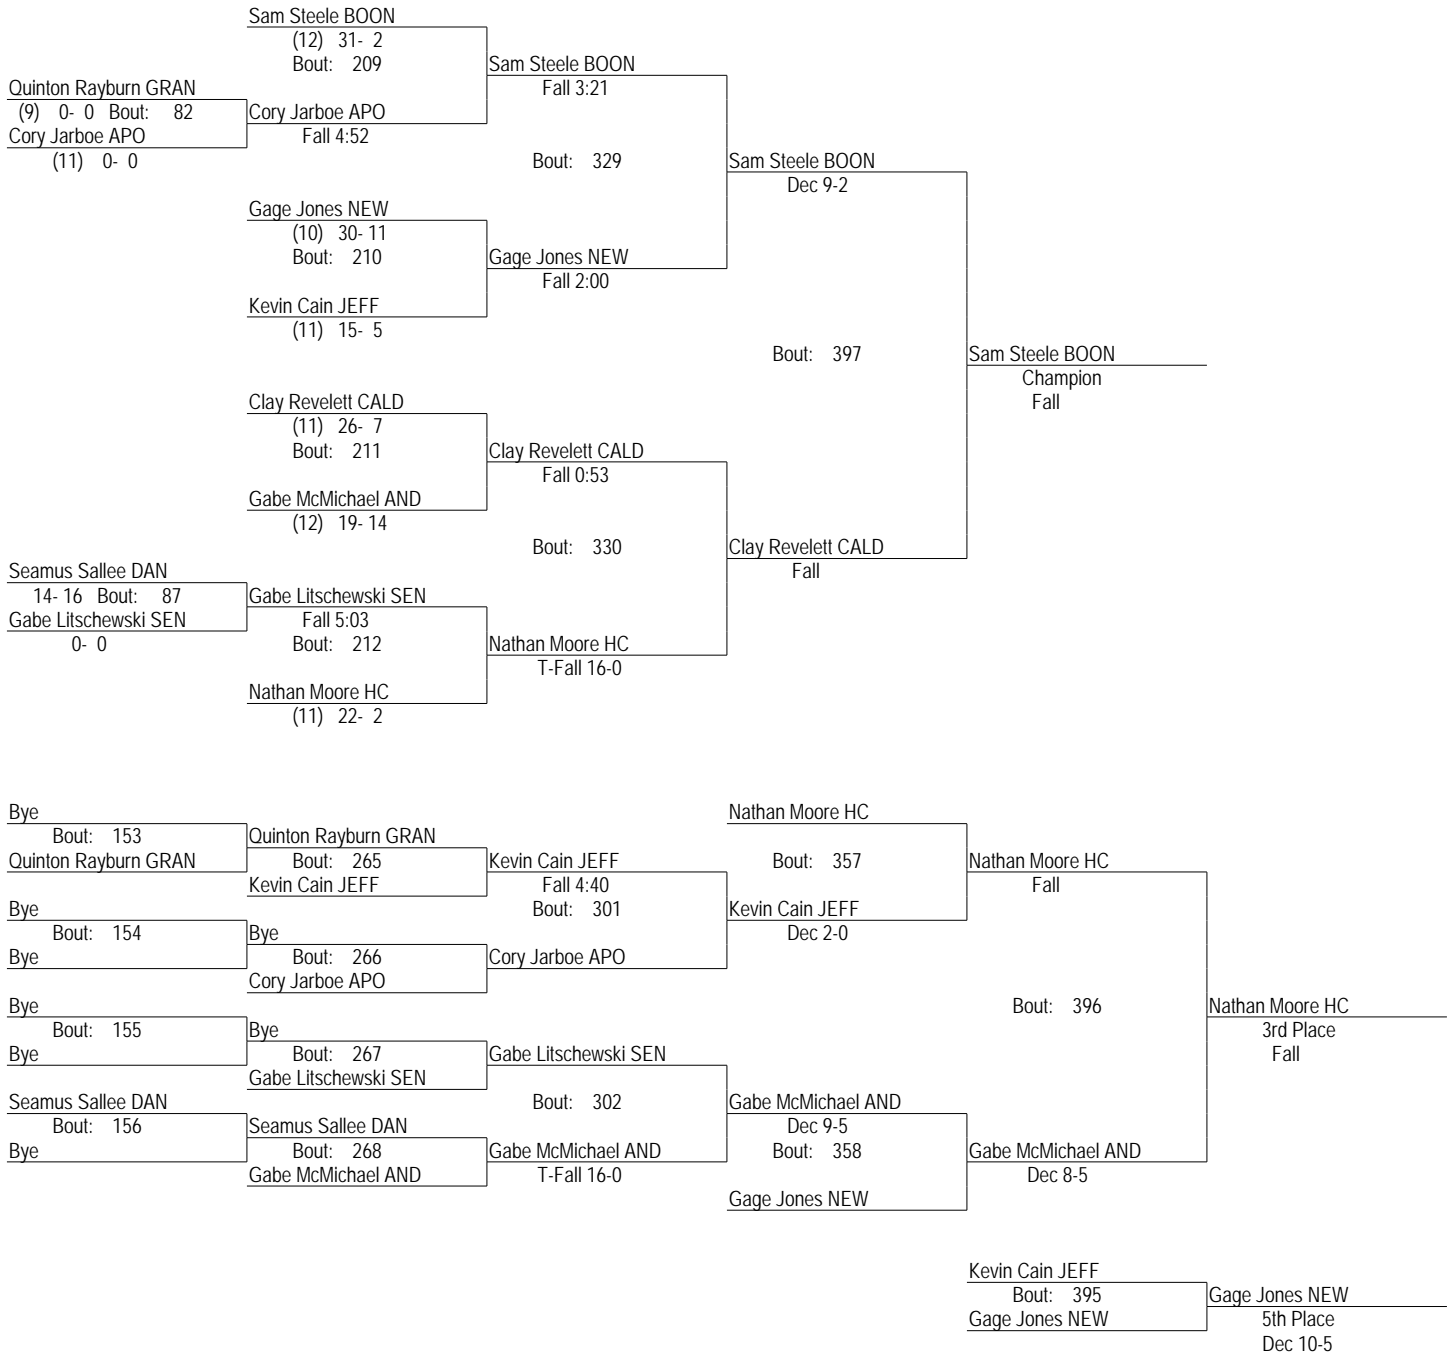 Sam Steele BOON
(12) 31- 2
Bout: 209
Sam Steele BOON
Fall 3:21
Quinton Rayburn GRAN
(9) 0- 0 Bout: 82
Cory Jarboe APO
Cory Jarboe APO
Fall 4:52
(11) 0- 0
Bout: 329
Sam Steele BOON
Dec 9-2
Gage Jones NEW
(10) 30- 11
Bout: 210
Gage Jones NEW
Fall 2:00
Kevin Cain JEFF
(11) 15- 5
Bout: 397
Sam Steele BOON
Champion
Fall
Clay Revelett CALD
(11) 26- 7
Bout: 211
Clay Revelett CALD
Fall 0:53
Gabe McMichael AND
(12) 19- 14
Bout: 330
Clay Revelett CALD
Fall
Seamus Sallee DAN
14- 16 Bout: 87
Gabe Litschewski SEN
0- 0
Gabe Litschewski SEN
Fall 5:03
Bout: 212
Nathan Moore HC
T-Fall 16-0
Nathan Moore HC
(11) 22- 2
Bye
Bout: 153
Quinton Rayburn GRAN
Quinton Rayburn GRAN
Bout: 265
Kevin Cain JEFF
Kevin Cain JEFF
Fall 4:40
Bout: 301
Nathan Moore HC
Bout: 357
Kevin Cain JEFF
Dec 2-0
Nathan Moore HC
Fall
Bye
Bout: 154
Bye
Bye
Bout: 266
Cory Jarboe APO
Cory Jarboe APO
Bye
Bout: 155
Bye
Bye
Bout: 267
Gabe Litschewski SEN
Gabe Litschewski SEN
Bout: 396
Nathan Moore HC
3rd Place
Fall
Seamus Sallee DAN
Bout: 156
Bye
Seamus Sallee DAN
Bout: 268
Gabe McMichael AND
Bout: 302
Gabe McMichael AND
T-Fall 16-0
Gabe McMichael AND
Dec 9-5
Bout: 358
Gage Jones NEW
Gabe McMichael AND
Dec 8-5
Kevin Cain JEFF
Bout: 395
Gage Jones NEW
Gage Jones NEW
5th Place
Dec 10-5